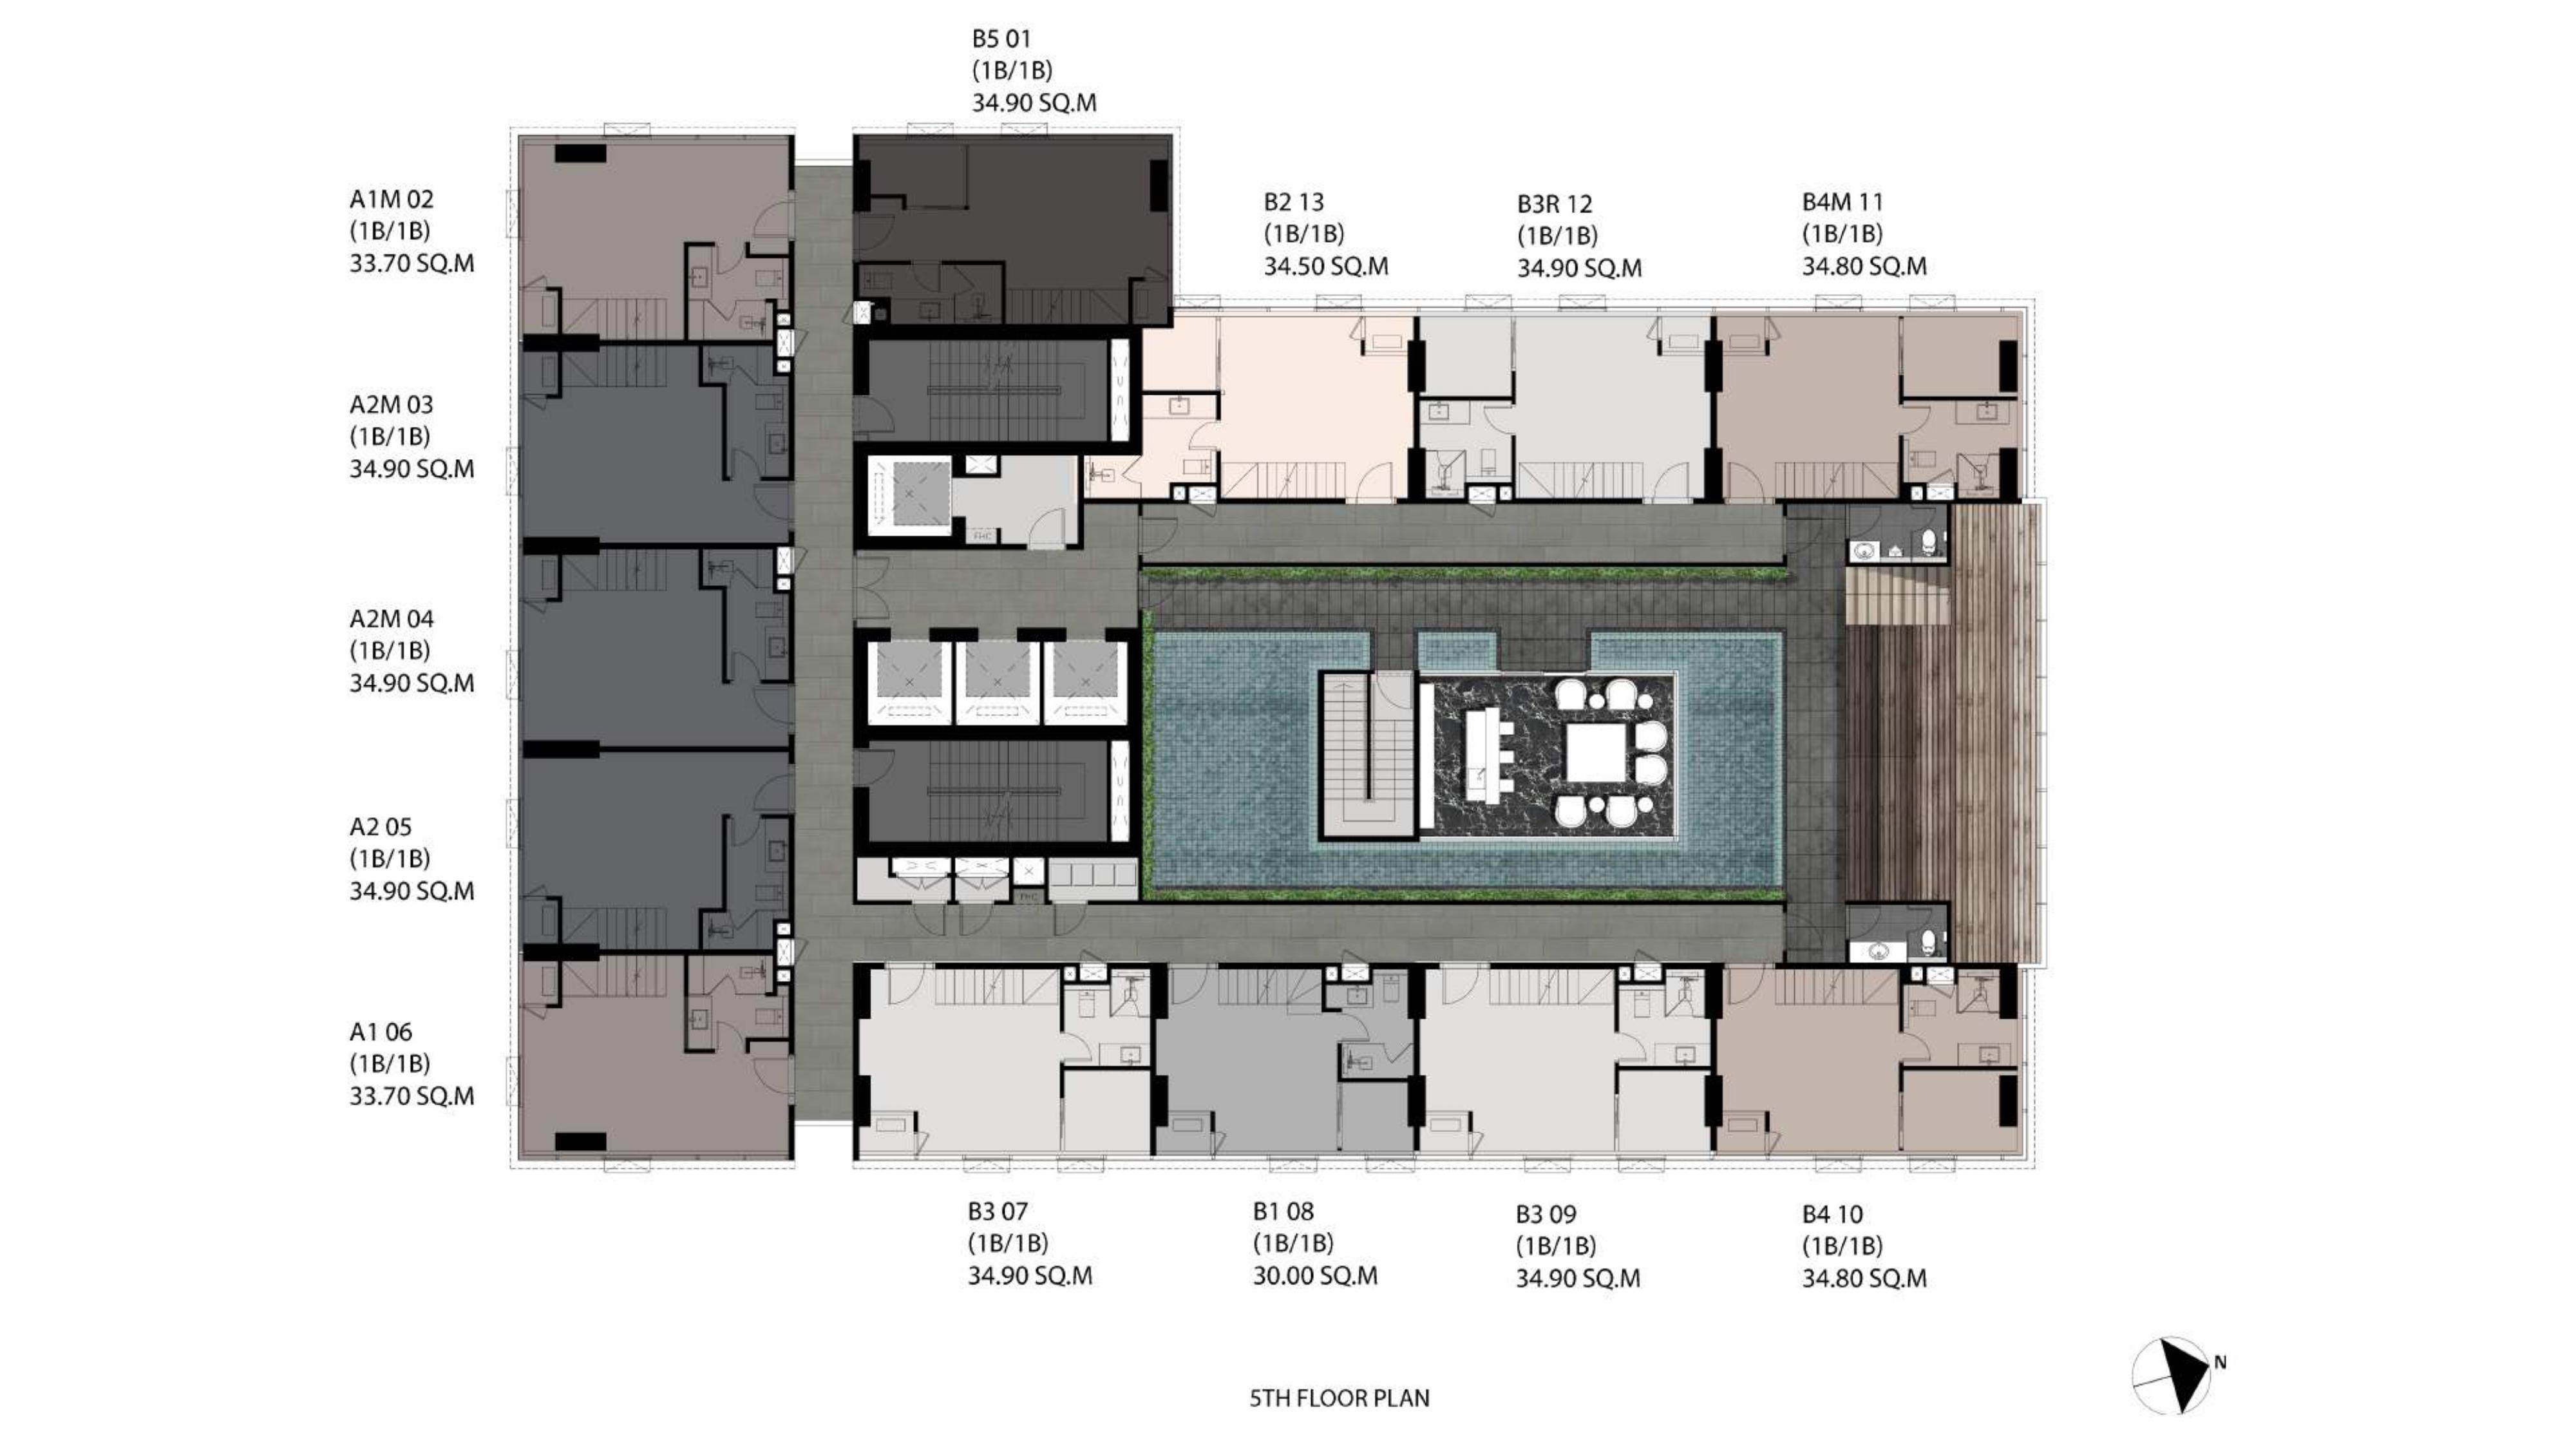 B5 01
(1B/1B)
34.90 SQ.M
A1M 02
(1B/1B)
33.70 SQ.M
B2 13
(1B/1B)
34.50 SQ.M
B3R 12
(1B/1B)
34.90 SQ.M
B4M 11
(1B/1B)
34.80 SQ.M
A2M 03
(1B/1B)
34.90 SQ.M
FHC
A2M 04
(1B/1B)
34.90 SQ.M
A2 05
(1B/1B)
34.90 SQ.M
FHC
A1 06
(1B/1B)
33.70 SQ.M
B3 07
(1B/1B)
34.90 SQ.M
B1 08
(1B/1B)
30.00 SQ.M
B3 09
(1B/1B)
34.90 SQ.M
B4 10
(1B/1B)
34.80 SQ.M
N
5TH FLOOR PLAN